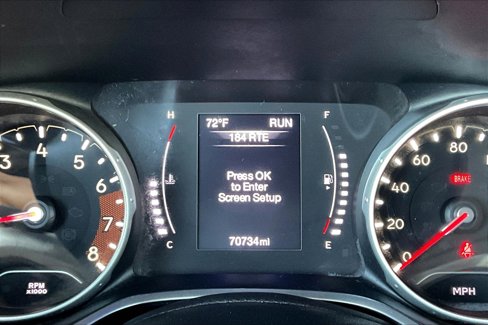 H
72°F RUN
F
184 RTE
Press OK
to Enter
Screen Setup
C
70734mi
E
3
4
5
6
7
8
RPM
x1000
0
20
40
60
80
100
BRAKE
MPH